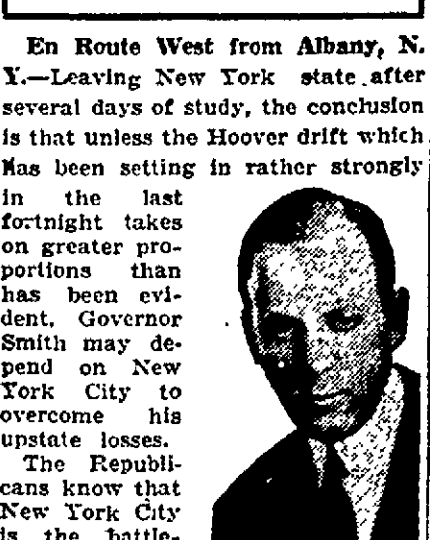 En Route West from Albany, N.
Y.—Leaving New York state after
several days of study, the conclusion
is that unless the Hoover drift which
has been setting in rather strongly
in the last
fortnight takes
on greater pro-
portions than
has been evi-
dent, Governor
Smith may de-
pend on New
York City to
overcome his
upstate losses.
The Republi-
cans know that
New York City
is the battle-